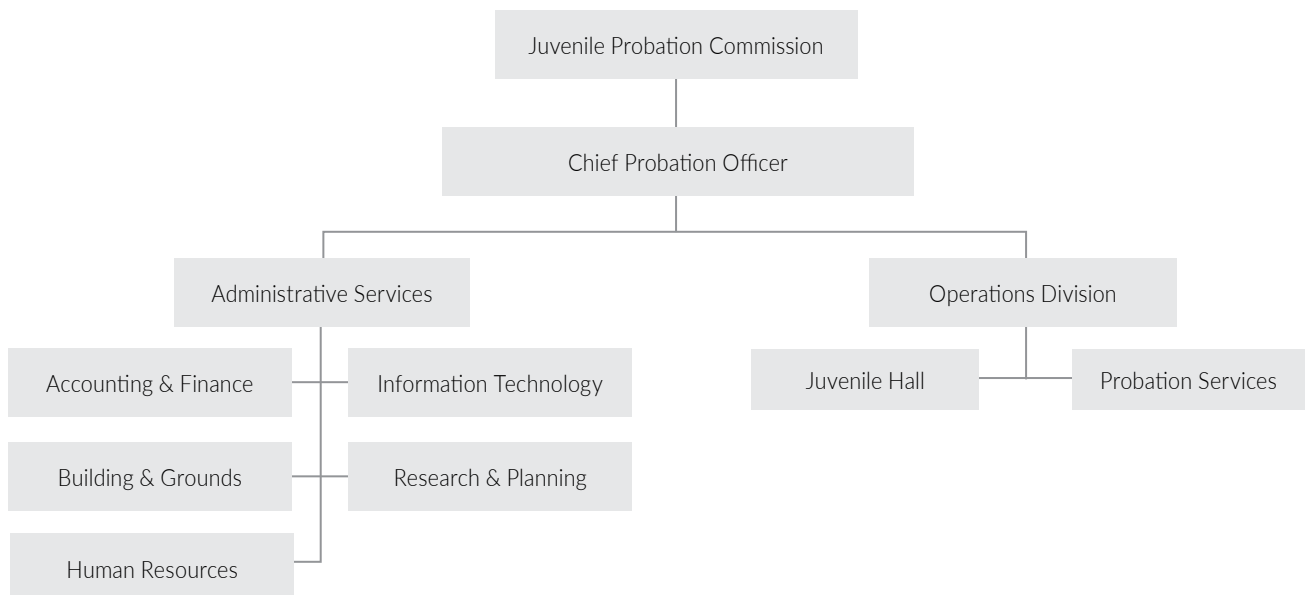 Juvenile Probation Commission
Chief Probation Officer
Administrative Services
Operations Division
Accounting & Finance
Information Technology
Juvenile Hall
Probation Services
Building & Grounds
Research & Planning
Human Resources